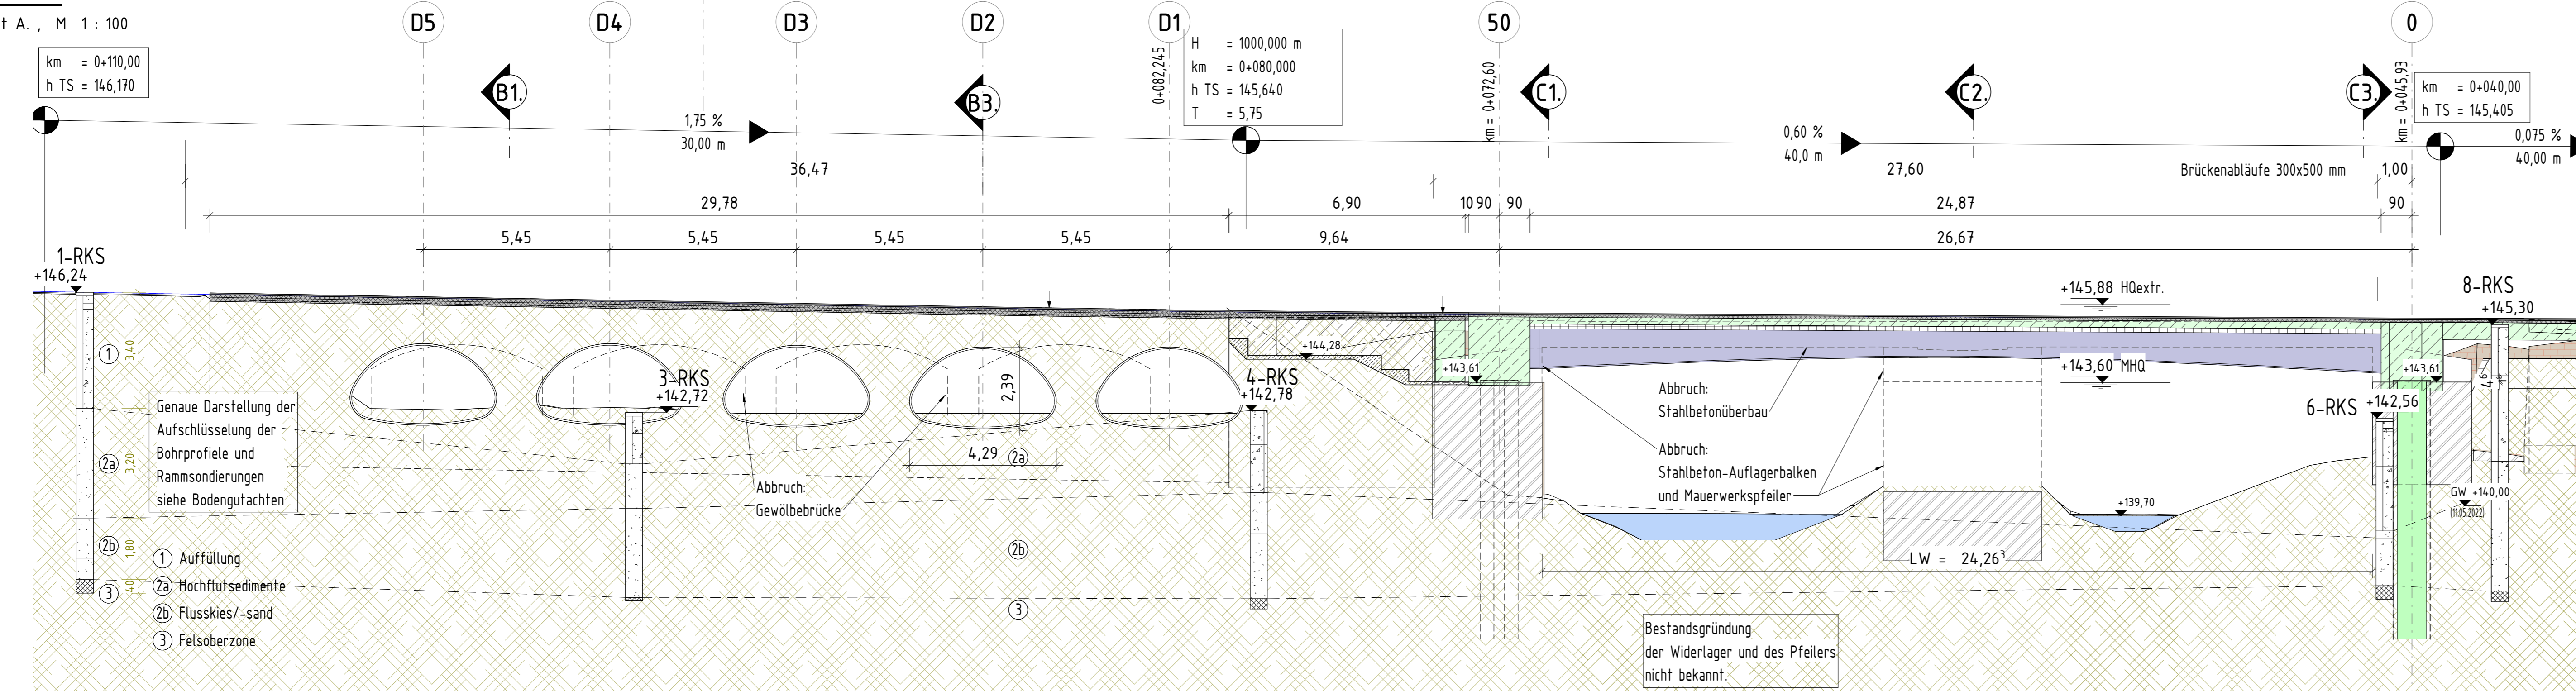 t A. , M 1 : 100
D5
D4
D3
D2
D1
50
0
km = 0+110,00
h TS = 146,170
B1.
B3.
0+082,245
H = 1000,000 m
km = 0+080,000
h TS = 145,640
T = 5,75
km = 0+072,60
C1.
C2.
C3.
km = 0+045,93
km = 0+040,00
h TS = 145,405
1,75 %
30,00 m
0,60 %
40,0 m
0,075 %
40,00 m
36,47
27,60
Brückenabläufe 300x500 mm
1,00
29,78
6,90
10
90
90
24,87
90
5,45
5,45
5,45
5,45
9,64
26,67
1-RKS
+146,24
+145,88 HQextr.
8-RKS
+145,30
1
3,40
+144,28
+143,61
+143,60 MHQ
+143,61
3-RKS
+142,72
2,39
4-RKS
+142,78
Abbruch:
Stahlbetonüberbau
6-RKS
+142,56
Genaue Darstellung der
Aufschlüsselung der
Bohrprofiele und
Rammsondierungen
siehe Bodengutachten
2a
3,20
4,29
2a
Abbruch:
Stahlbeton-Auflagerbalken
und Mauerwerkspfeiler
Abbruch:
Gewölbebrücke
+139,70
GW +140,00
(11.05.2022)
2b
1,80
2b
1 Auffüllung
2a Hochflutsedimente
2b Flusskies/-sand
3 Felsoberzone
LW = 24,26³
3
40
3
Bestandsgründung
der Widerlager und des Pfeilers
nicht bekannt.